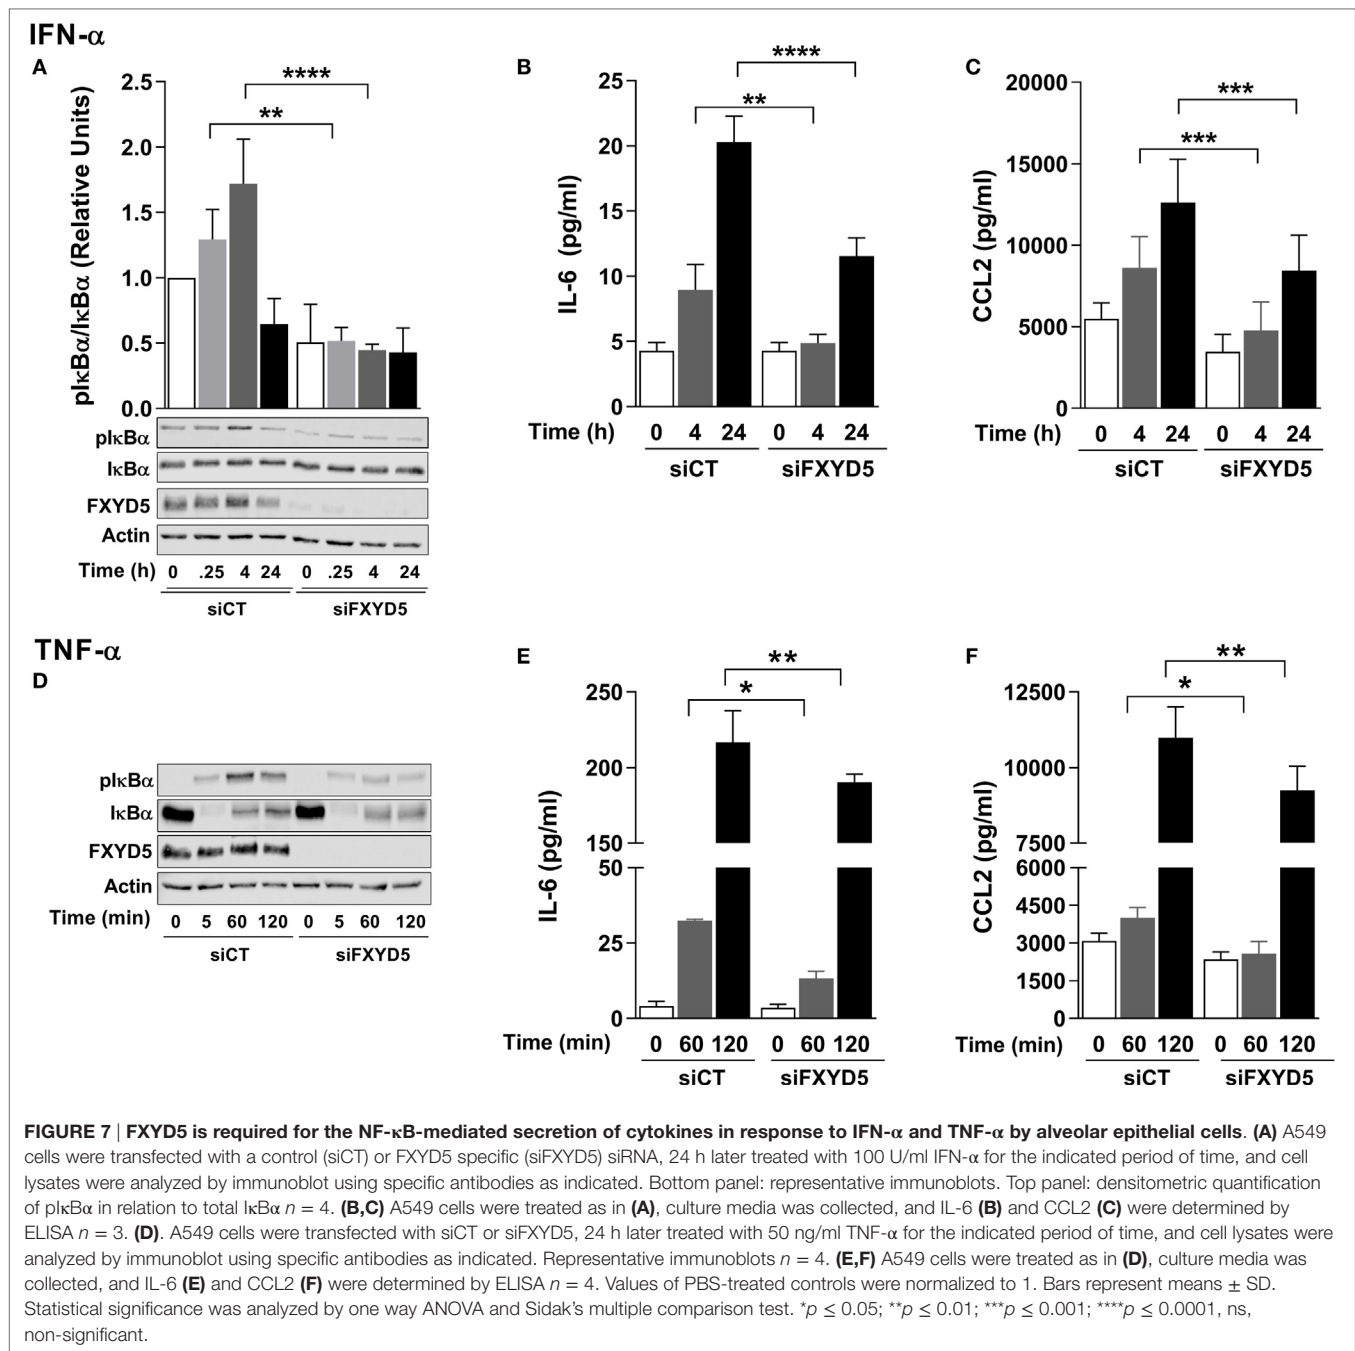 IFN-α
A
2.5
2.0
1.5
1.0
0.5
0.0
pIκBα/IκBα (Relative Units)
**
****
pIκBα
IκBα
FXYD5
Actin
Time (h) 0 .25 4 24 0 .25 4 24
siCT siFXYD5
B
25
20
15
10
5
0
IL-6 (pg/ml)
**
****
Time (h) 0 4 24 0 4 24
siCT siFXYD5
C
20000
15000
10000
5000
0
CCL2 (pg/ml)
***
***
Time (h) 0 4 24 0 4 24
siCT siFXYD5
TNF-α
D
pIκBα
IκBα
FXYD5
Actin
Time (min) 0 5 60 120 0 5 60 120
siCT siFXYD5
E
250
200
150
50
25
0
IL-6 (pg/ml)
*
**
Time (min) 0 60 120 0 60 120
siCT siFXYD5
F
12500
10000
7500
6000
4500
3000
1500
0
CCL2 (pg/ml)
*
**
Time (min) 0 60 120 0 60 120
siCT siFXYD5
FIGURE 7 | FXYD5 is required for the NF-κB-mediated secretion of cytokines in response to IFN-α and TNF-α by alveolar epithelial cells. (A) A549
cells were transfected with a control (siCT) or FXYD5 specific (siFXYD5) siRNA, 24 h later treated with 100 U/ml IFN-α for the indicated period of time, and cell
lysates were analyzed by immunoblot using specific antibodies as indicated. Bottom panel: representative immunoblots. Top panel: densitometric quantification
of pIκBα in relation to total IκBα n = 4. (B,C) A549 cells were treated as in (A), culture media was collected, and IL-6 (B) and CCL2 (C) were determined by
ELISA n = 3. (D). A549 cells were transfected with siCT or siFXYD5, 24 h later treated with 50 ng/ml TNF-α for the indicated period of time, and cell lysates were
analyzed by immunoblot using specific antibodies as indicated. Representative immunoblots n = 4. (E,F) A549 cells were treated as in (D), culture media was
collected, and IL-6 (E) and CCL2 (F) were determined by ELISA n = 4. Values of PBS-treated controls were normalized to 1. Bars represent means ± SD.
Statistical significance was analyzed by one way ANOVA and Sidak's multiple comparison test. *p ≤ 0.05; **p ≤ 0.01; ***p ≤ 0.001; ****p ≤ 0.0001, ns,
non-significant.